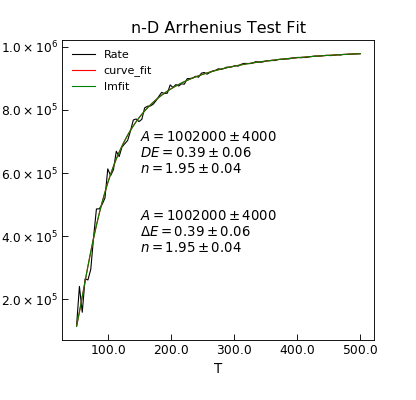 n-D Arrhenius Test Fit
1.0 × 10⁶
8.0 × 10⁵
6.0 × 10⁵
4.0 × 10⁵
2.0 × 10⁵
Rate
curve_fit
lmfit
A = 1002000 ± 4000
DE = 0.39 ± 0.06
n = 1.95 ± 0.04
A = 1002000 ± 4000
ΔE = 0.39 ± 0.06
n = 1.95 ± 0.04
100.0 200.0 300.0 400.0 500.0
T